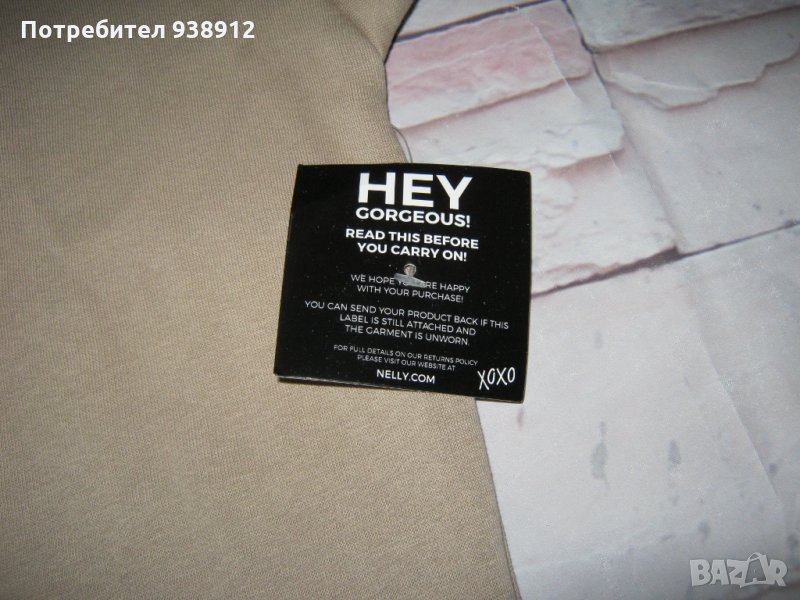 Потребител 938912
HEY
GORGEOUS!
READ THIS BEFORE
YOU CARRY ON!
WE HOPE YOU ARE HAPPY
WITH YOUR PURCHASE!
YOU CAN SEND YOUR PRODUCT BACK IF THIS
LABEL IS STILL ATTACHED AND
THE GARMENT IS UNWORN.
FOR FULL DETAILS ON OUR RETURNS POLICY
PLEASE VISIT OUR WEBSITE AT
NELLY.COM
XOXO
BAZAR